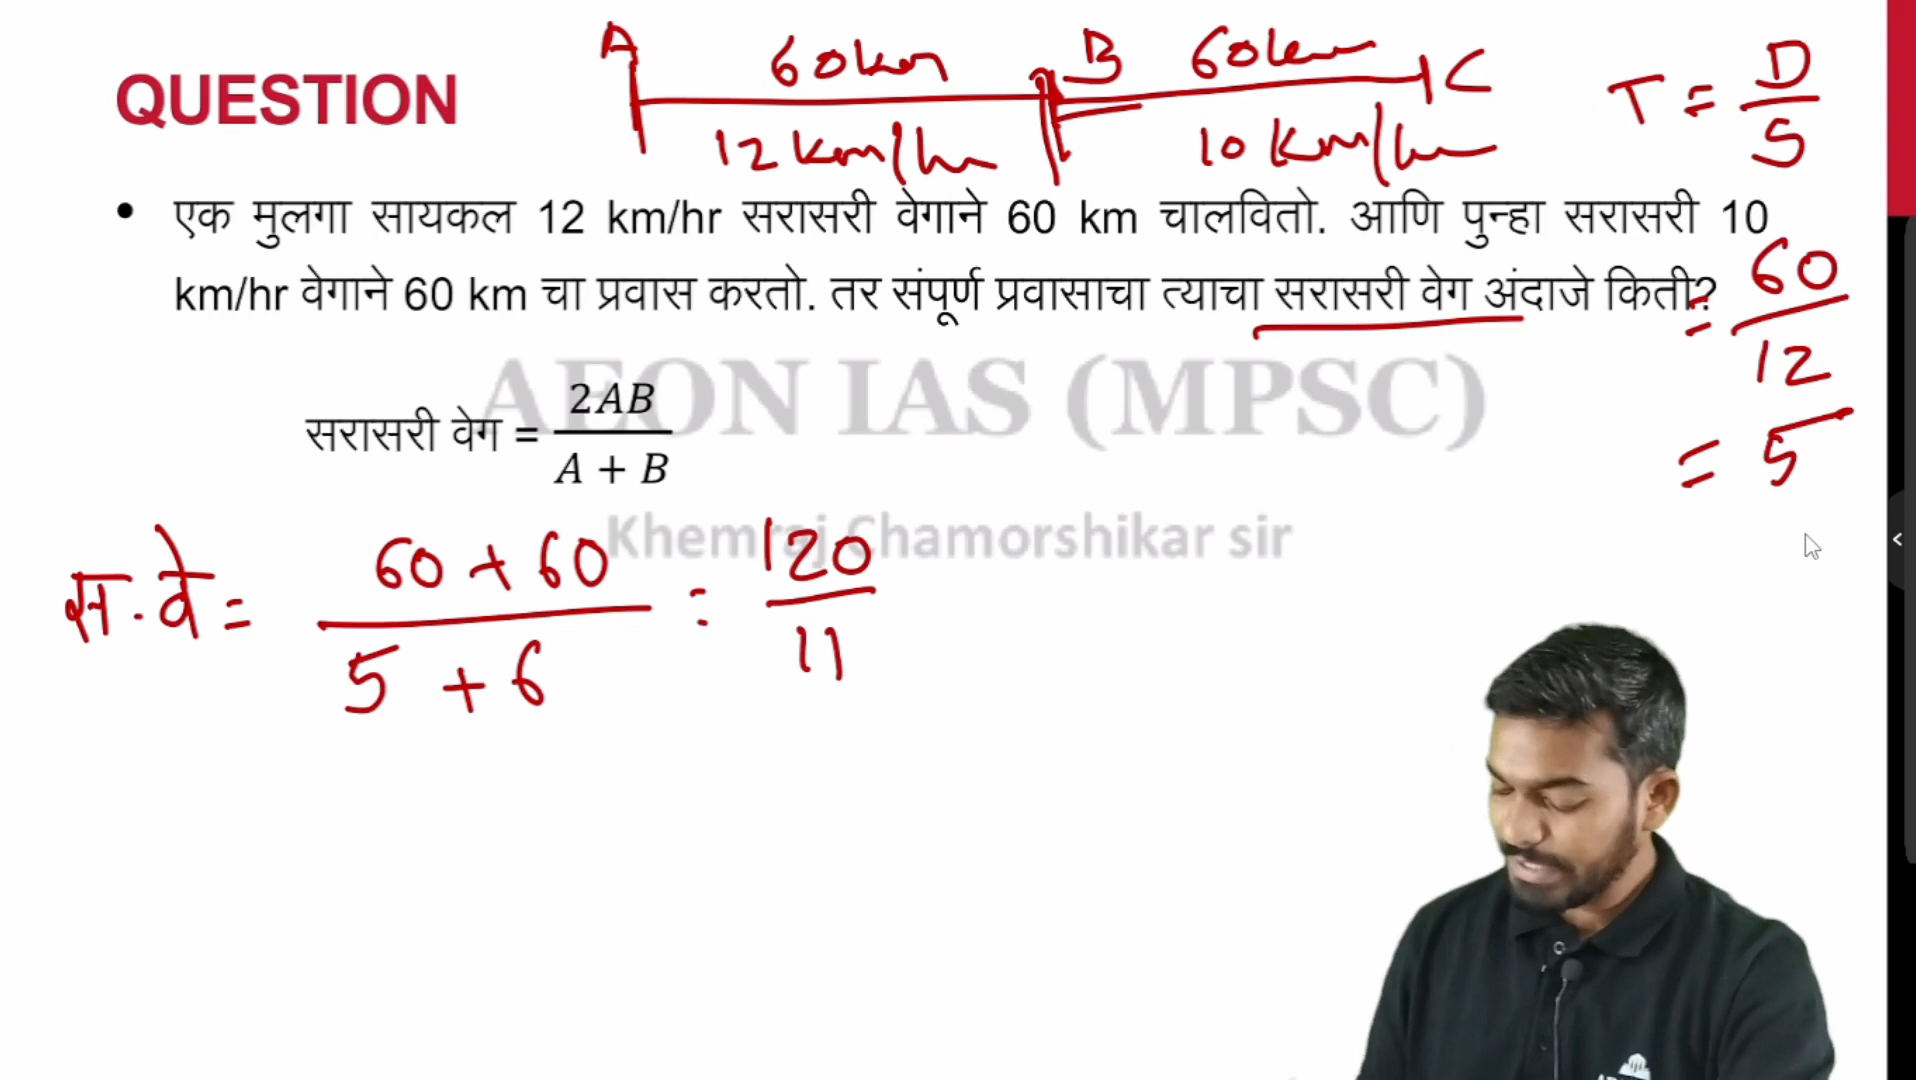 A 60km B 60km C
12 km/hr 10 km/hr
T = D/S
QUESTION
• एक मुलगा सायकल 12 km/hr सरासरी वेगाने 60 km चालवितो. आणि पुन्हा सरासरी 10
km/hr वेगाने 60 km चा प्रवास करतो. तर संपूर्ण प्रवासाचा त्याचा सरासरी वेग अंदाजे किती?
= 60/12
= 5
AEON IAS (MPSC)
सरासरी वेग = 2AB/A + B
Khemraj Chamorshikar sir
स.वे = 60 + 60/5 + 6 = 120/11